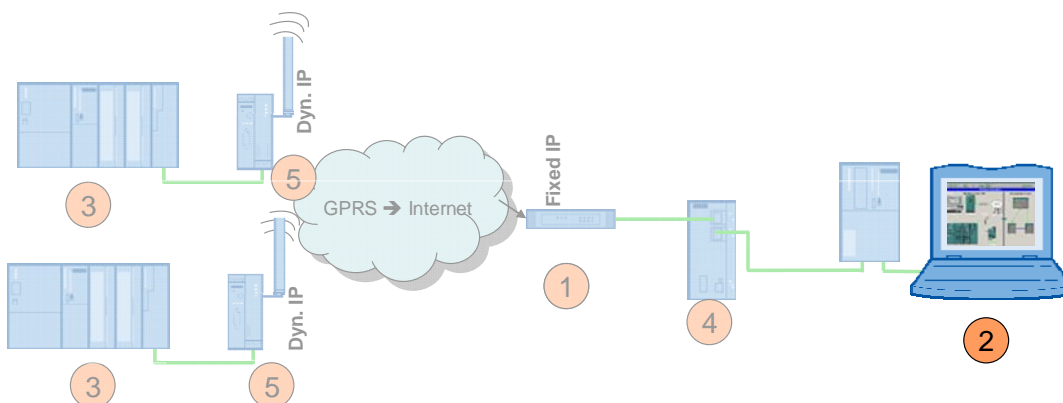 Dyn. IP
5
3
GPRS ➔ Internet
Fixed IP
1
4
2
Dyn. IP
3
5